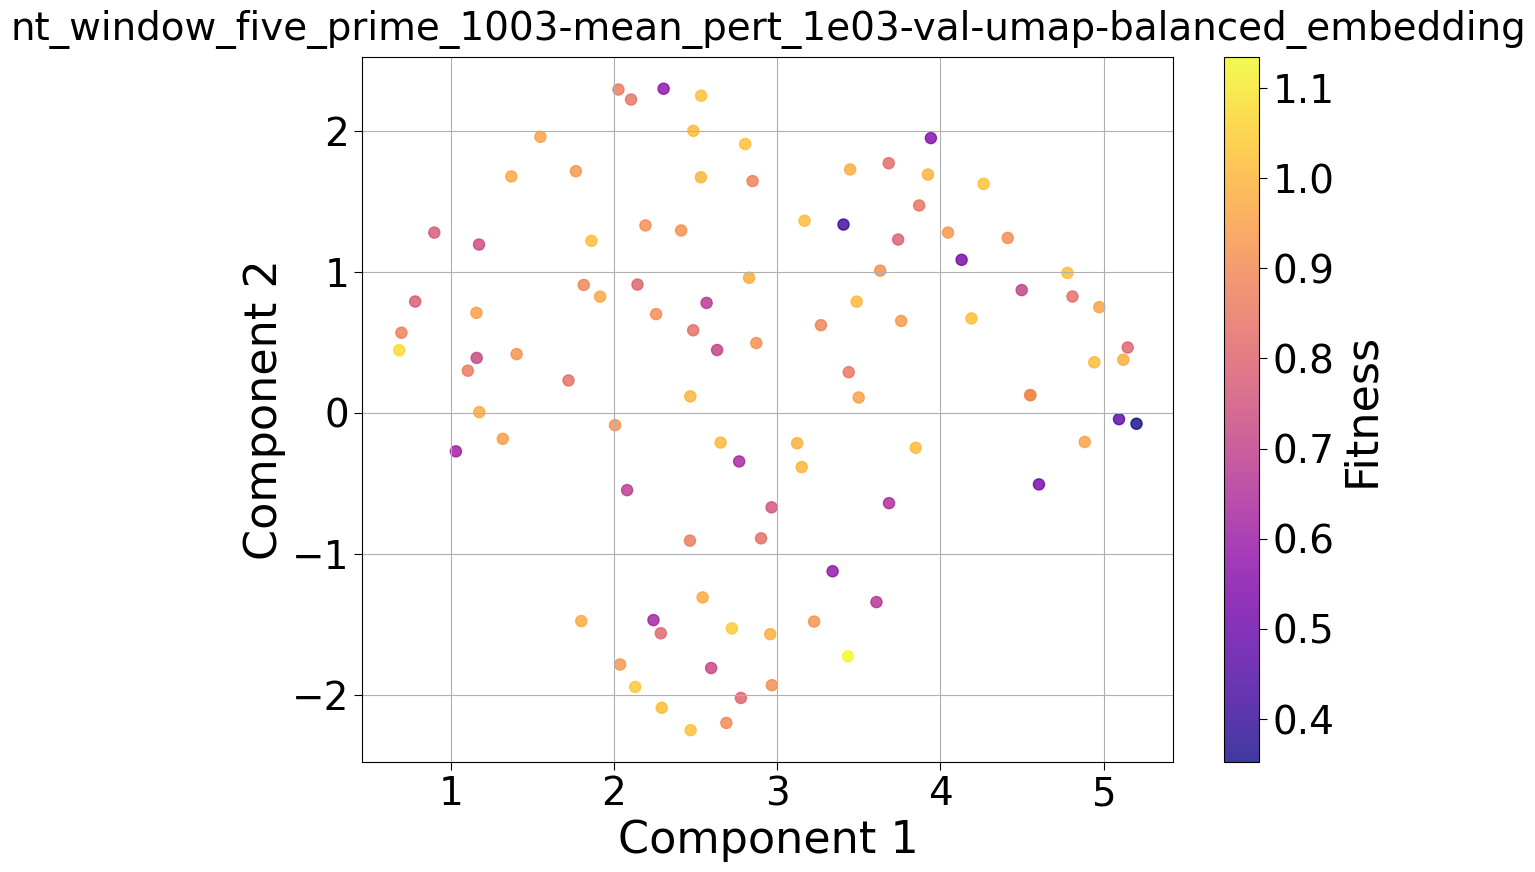 nt_window_five_prime_1003-mean_pert_1e03-val-umap-balanced_embedding
Component 2
2
1
0
−1
−2
1 2 3 4 5
Component 1
1.1
1.0
0.9
0.8
0.7
0.6
0.5
0.4
Fitness